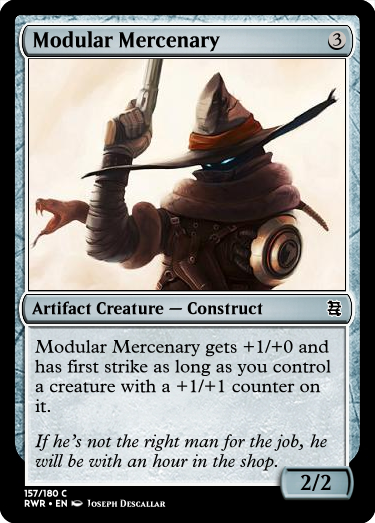 Modular Mercenary 3
Artifact Creature — Construct
Modular Mercenary gets +1/+0 and
has first strike as long as you control
a creature with a +1/+1 counter on
it.
If he's not the right man for the job, he
will be with an hour in the shop.
2/2
157/180 C
RWR • EN Joseph Descallar